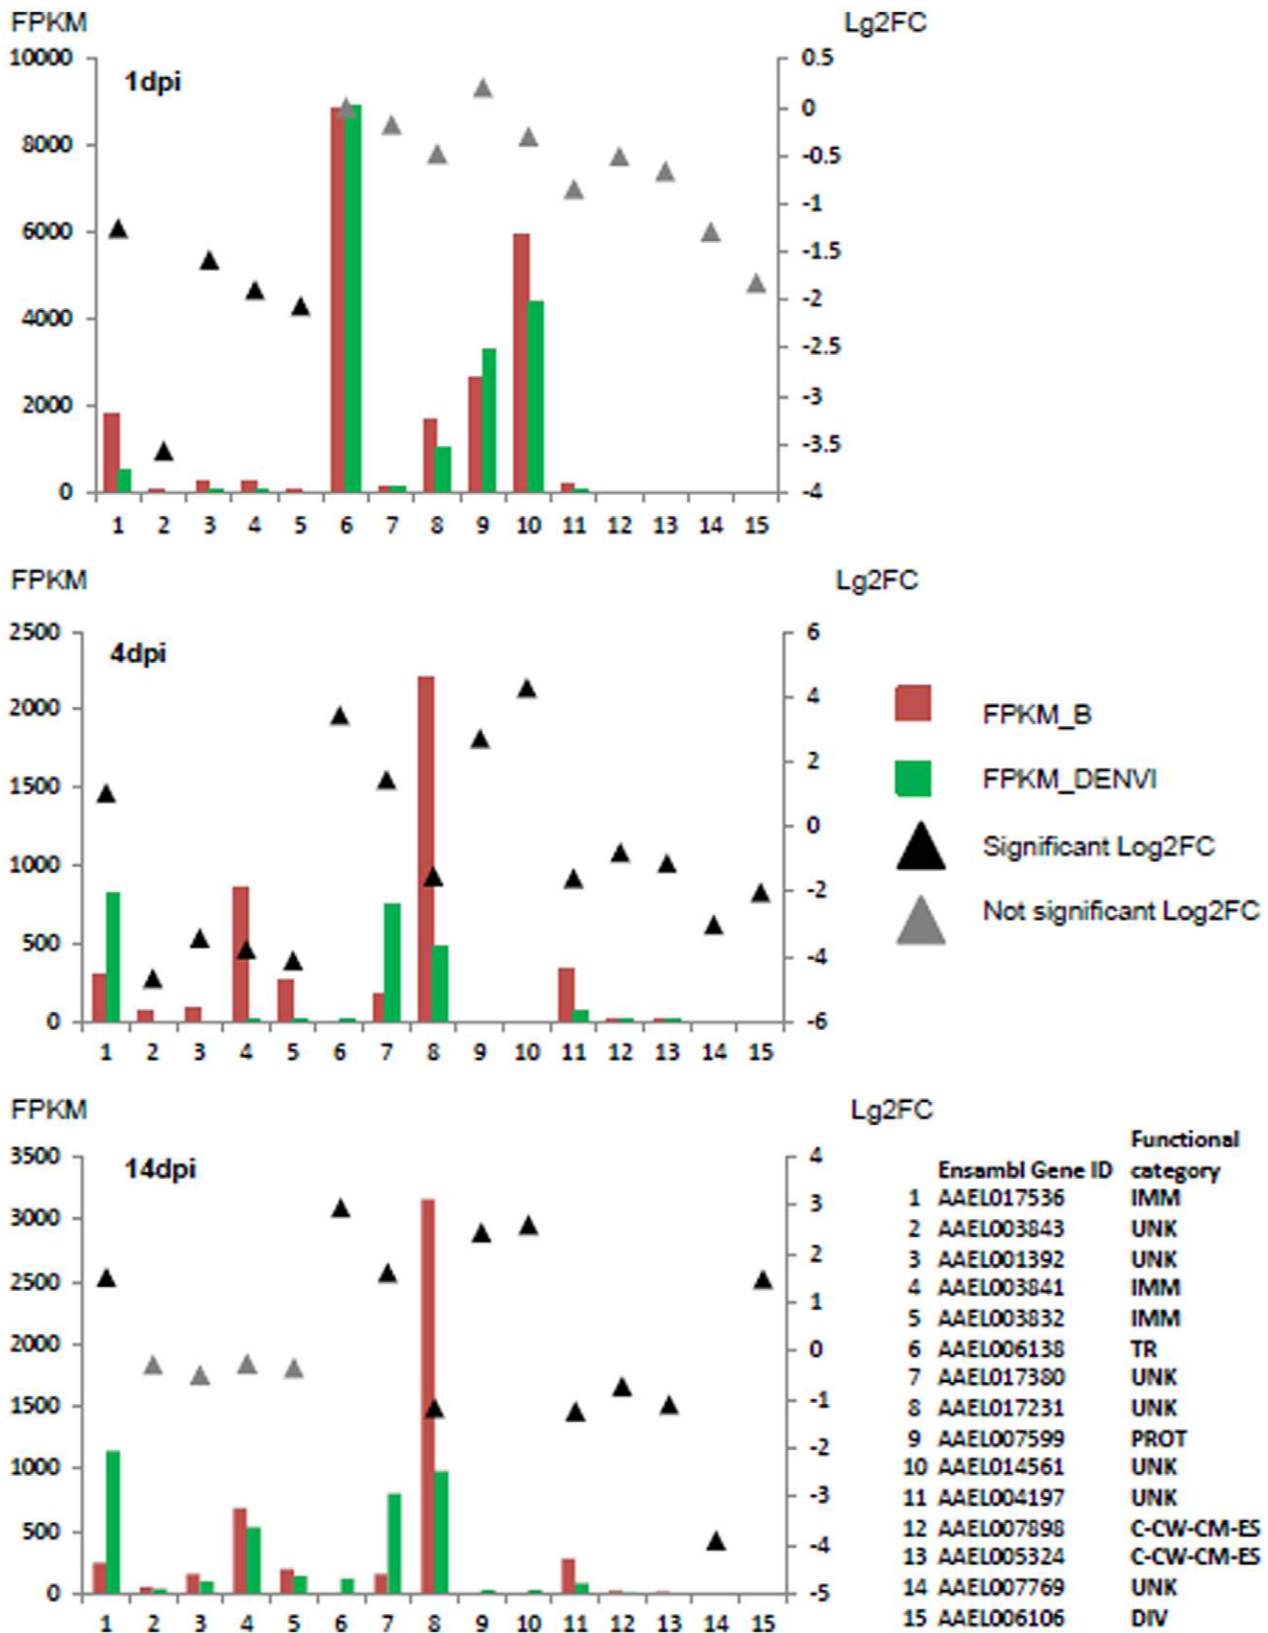 FPKM Lg2FC
1dpi
10000 0.5
8000 0
6000 -0.5
4000 -1
2000 -1.5
0 -2
-2.5
-3
-3.5
-4
1 2 3 4 5 6 7 8 9 10 11 12 13 14 15
FPKM Lg2FC
4dpi
2500 6
2000 4
1500 2
1000 0
500 -2
0 -4
-6
1 2 3 4 5 6 7 8 9 10 11 12 13 14 15
FPKM_B
FPKM_DENVI
Significant Log2FC
Not significant Log2FC
FPKM Lg2FC
14dpi
3500 4
3000 3
2500 2
2000 1
1500 0
1000 -1
500 -2
0 -3
-4
-5
1 2 3 4 5 6 7 8 9 10 11 12 13 14 15
Functional
Ensambl Gene ID category
1 AAEL017536 IMM
2 AAEL003843 UNK
3 AAEL001392 UNK
4 AAEL003841 IMM
5 AAEL003832 IMM
6 AAEL006138 TR
7 AAEL017380 UNK
8 AAEL017231 UNK
9 AAEL007599 PROT
10 AAEL014561 UNK
11 AAEL004197 UNK
12 AAEL007898 C-CW-CM-ES
13 AAEL005324 C-CW-CM-ES
14 AAEL007769 UNK
15 AAEL006106 DIV